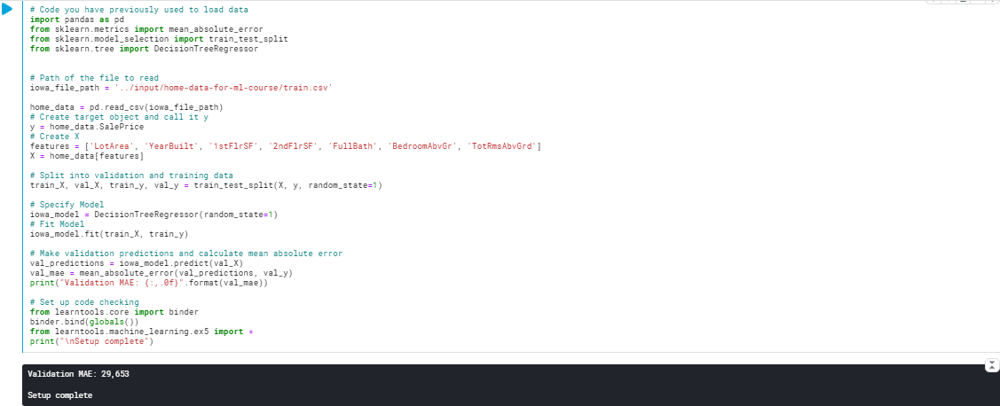 # Code you have previously used to load data
import pandas as pd
from sklearn.metrics import mean_absolute_error
from sklearn.model_selection import train_test_split
from sklearn.tree import DecisionTreeRegressor
# Path of the file to read
iowa_file_path = '../input/home-data-for-ml-course/train.csv'
home_data = pd.read_csv(iowa_file_path)
# Create target object and call it y
y = home_data.SalePrice
# Create X
features = ['LotArea', 'YearBuilt', '1stFlrSF', '2ndFlrSF', 'FullBath', 'BedroomAbvGr', 'TotRmsAbvGrd']
X = home_data[features]
# Split into validation and training data
train_X, val_X, train_y, val_y = train_test_split(X, y, random_state=1)
# Specify Model
iowa_model = DecisionTreeRegressor(random_state=1)
# Fit Model
iowa_model.fit(train_X, train_y)
# Make validation predictions and calculate mean absolute error
val_predictions = iowa_model.predict(val_X)
val_mae = mean_absolute_error(val_predictions, val_y)
print("Validation MAE: {:,.0f}".format(val_mae))
# Set up code checking
from learntools.core import binder
binder.bind(globals())
from learntools.machine_learning.ex5 import *
print("\nSetup complete")
Validation MAE: 29,653
Setup complete